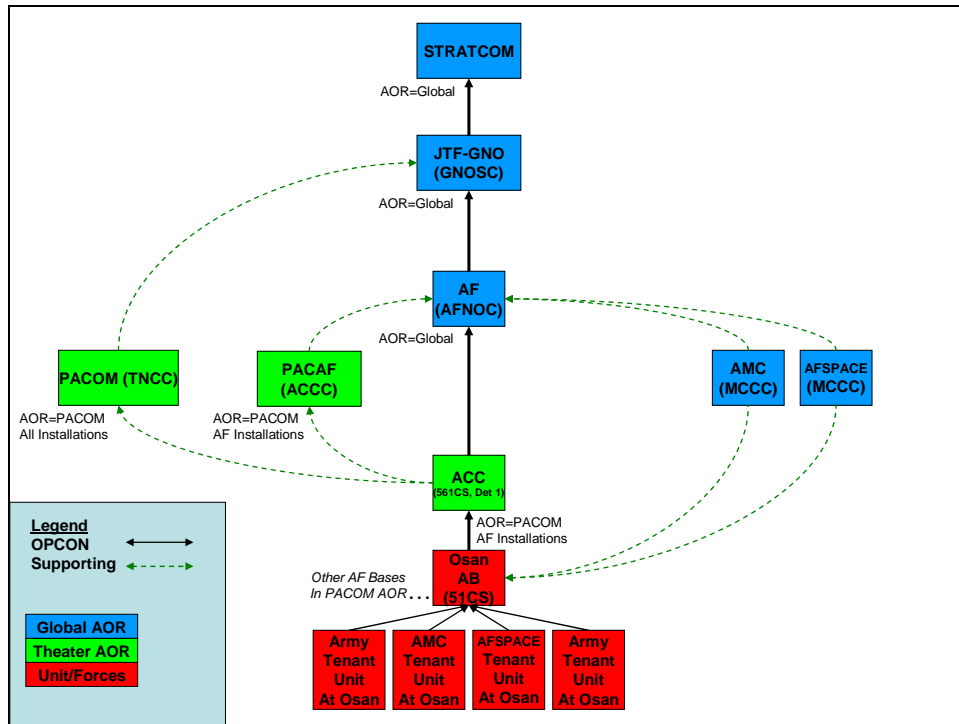 STRATCOM
AOR=Global
JTF-GNO
(GNOSC)
AOR=Global
AF
(AFNOC)
AOR=Global
PACOM (TNCC)
AOR=PACOM
All Installations
PACAF
(ACCC)
AOR=PACOM
AF Installations
AMC
(MCCC)
AFSPACE
(MCCC)
ACC
(561CS, Det 1)
AOR=PACOM
AF Installations
Other AF Bases
In PACOM AOR ...
Osan
AB
(51CS)
Army
Tenant
Unit
At Osan
AMC
Tenant
Unit
At Osan
AFSPACE
Tenant
Unit
At Osan
Army
Tenant
Unit
At Osan
Legend
OPCON
Supporting
Global AOR
Theater AOR
Unit/Forces